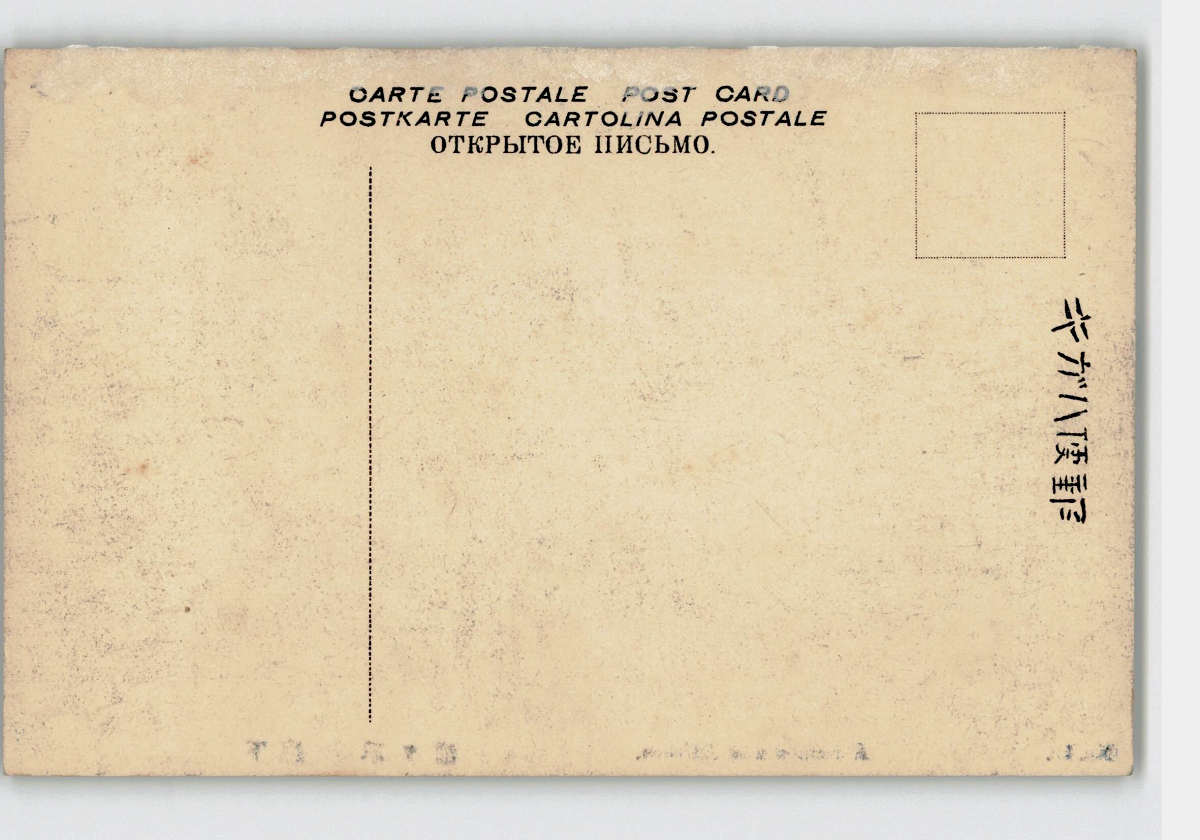 CARTE POSTALE POST CARD
POSTKARTE CARTOLINA POSTALE
ОТКРЫТОЕ ПИСЬМО.
キガハ便郵